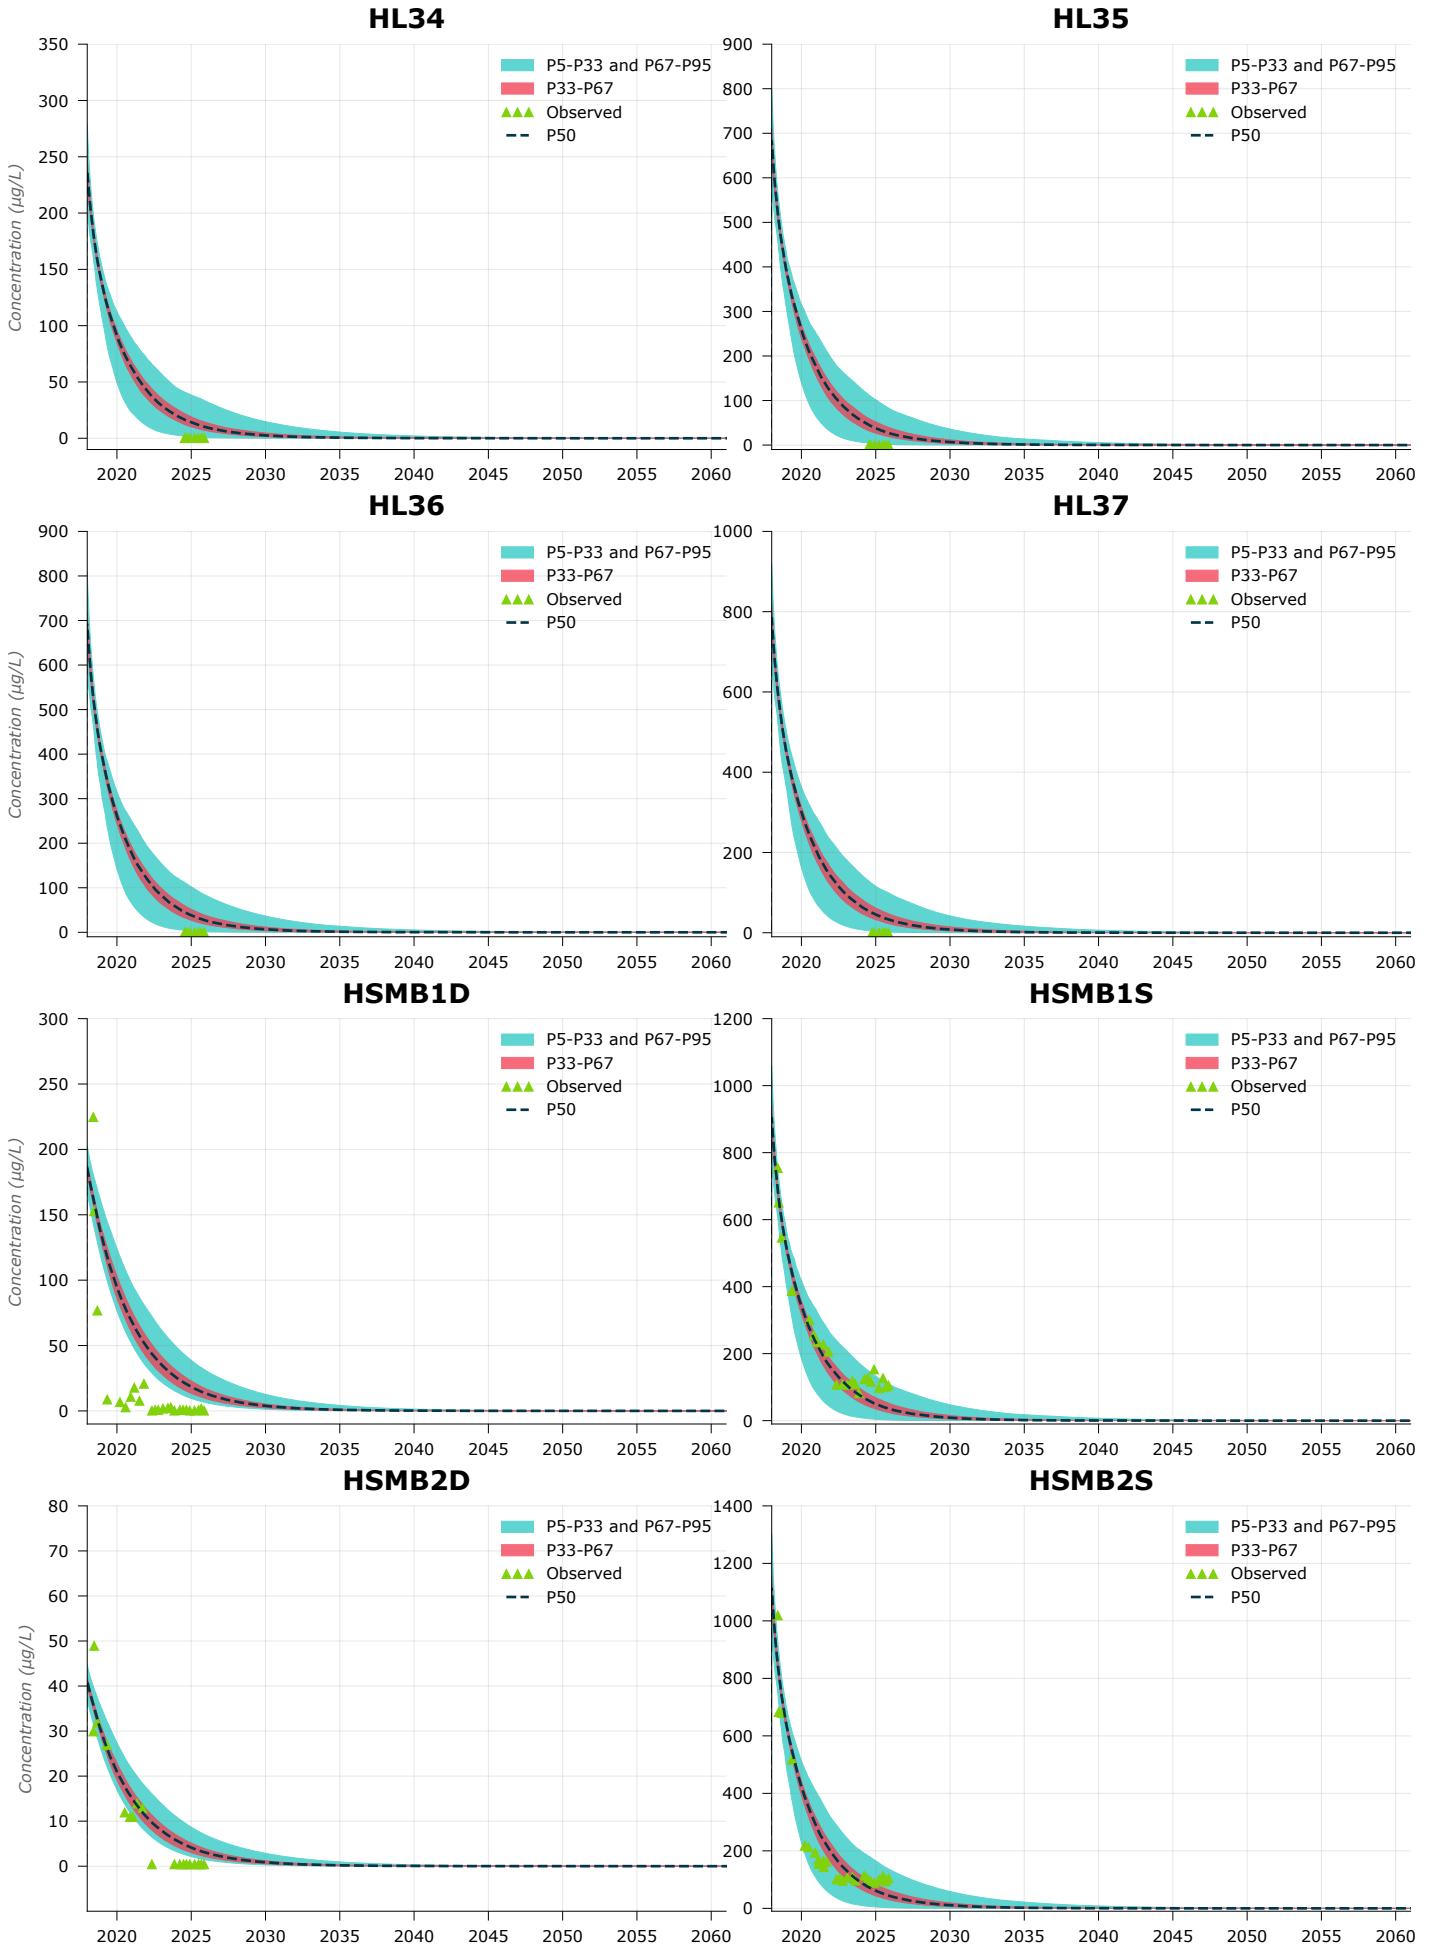 HL34
HL35
350
300
250
200
150
100
50
0
Concentration (µg/L)
P5-P33 and P67-P95
P33-P67
Observed
P50
2020 2025 2030 2035 2040 2045 2050 2055 2060
900
800
700
600
500
400
300
200
100
0
P5-P33 and P67-P95
P33-P67
Observed
P50
2020 2025 2030 2035 2040 2045 2050 2055 2060
HL36
HL37
900
800
700
600
500
400
300
200
100
0
Concentration (µg/L)
P5-P33 and P67-P95
P33-P67
Observed
P50
2020 2025 2030 2035 2040 2045 2050 2055 2060
1000
800
600
400
200
0
P5-P33 and P67-P95
P33-P67
Observed
P50
2020 2025 2030 2035 2040 2045 2050 2055 2060
HSMB1D
HSMB1S
300
250
200
150
100
50
0
Concentration (µg/L)
P5-P33 and P67-P95
P33-P67
Observed
P50
2020 2025 2030 2035 2040 2045 2050 2055 2060
1200
1000
800
600
400
200
0
P5-P33 and P67-P95
P33-P67
Observed
P50
2020 2025 2030 2035 2040 2045 2050 2055 2060
HSMB2D
HSMB2S
80
70
60
50
40
30
20
10
0
Concentration (µg/L)
P5-P33 and P67-P95
P33-P67
Observed
P50
2020 2025 2030 2035 2040 2045 2050 2055 2060
1400
1200
1000
800
600
400
200
0
P5-P33 and P67-P95
P33-P67
Observed
P50
2020 2025 2030 2035 2040 2045 2050 2055 2060